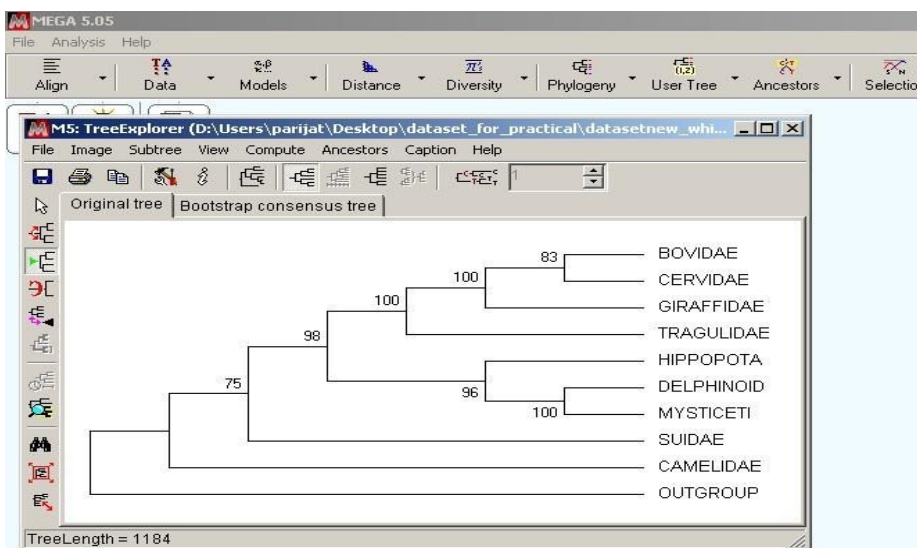 MEGA 5.05
File Analysis Help
Align Data Models Distance Diversity Phylogeny User Tree Ancestors Selectio
M5: TreeExplorer (D:\Users\parijat\Desktop\dataset_for_practical\datasetnew_whi...
File Image Subtree View Compute Ancestors Caption Help
1
Original tree Bootstrap consensus tree
83 BOVIDAE
CERVIDAE
100 GIRAFFIDAE
100 TRAGULIDAE
98 HIPPOPOTA
96 DELPHINOID
100 MYSTICETI
75 SUIDAE
CAMELIDAE
OUTGROUP
TreeLength = 1184